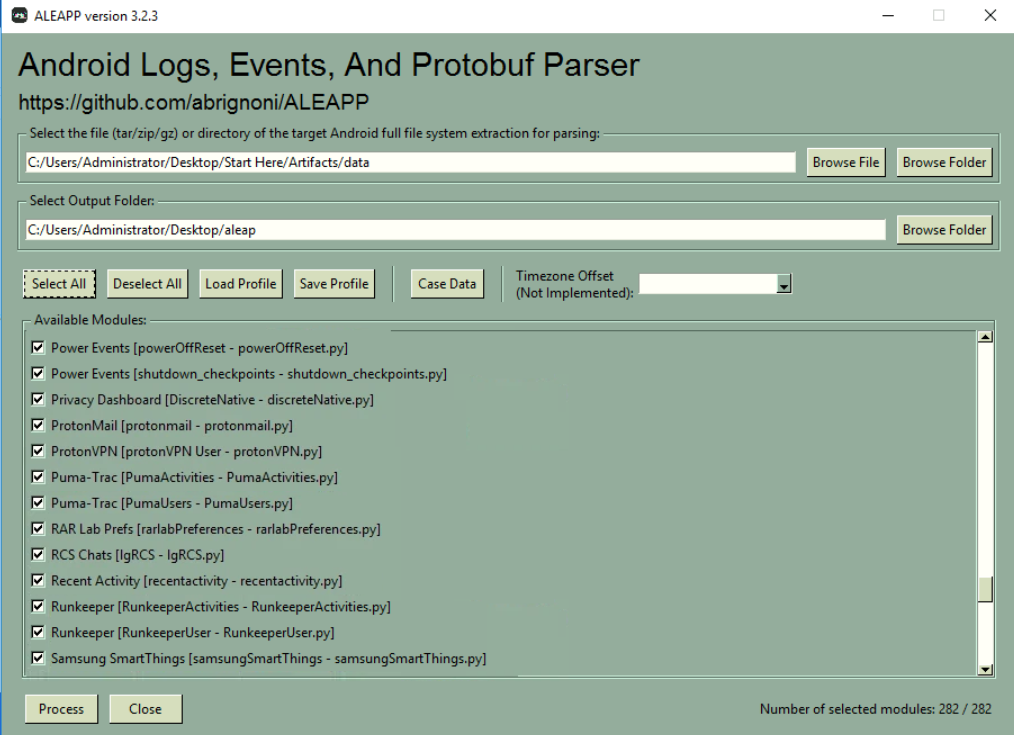 ALEAPP version 3.2.3
Android Logs, Events, And Protobuf Parser
https://github.com/abrignoni/ALEAPP
Select the file (tar/zip/gz) or directory of the target Android full file system extraction for parsing:
C:/Users/Administrator/Desktop/Start Here/Artifacts/data
Browse File
Browse Folder
Select Output Folder:
C:/Users/Administrator/Desktop/aleap
Browse Folder
Select All
Deselect All
Load Profile
Save Profile
Case Data
Timezone Offset
(Not Implemented):
Available Modules:
Power Events [powerOffReset - powerOffReset.py]
Power Events [shutdown_checkpoints - shutdown_checkpoints.py]
Privacy Dashboard [DiscreteNative - discreteNative.py]
ProtonMail [protonmail - protonmail.py]
ProtonVPN [protonVPN User - protonVPN.py]
Puma-Trac [PumaActivities - PumaActivities.py]
Puma-Trac [PumaUsers - PumaUsers.py]
RAR Lab Prefs [rarlabPreferences - rarlabPreferences.py]
RCS Chats [lgRCS - lgRCS.py]
Recent Activity [recentactivity - recentactivity.py]
Runkeeper [RunkeeperActivities - RunkeeperActivities.py]
Runkeeper [RunkeeperUser - RunkeeperUser.py]
Samsung SmartThings [samsungSmartThings - samsungSmartThings.py]
Process
Close
Number of selected modules: 282 / 282